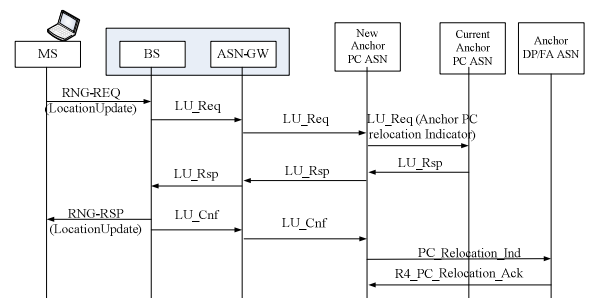 MS
BS
ASN-GW
New
Anchor
PC ASN
Current
Anchor
PC ASN
Anchor
DP/FA ASN
RNG-REQ
(LocationUpdate)
LU_Req
LU_Req
LU_Req (Anchor PC
relocation Indicator)
LU_Rsp
LU_Rsp
LU_Rsp
RNG-RSP
(LocationUpdate)
LU_Cnf
LU_Cnf
PC_Relocation_Ind
R4_PC_Relocation_Ack